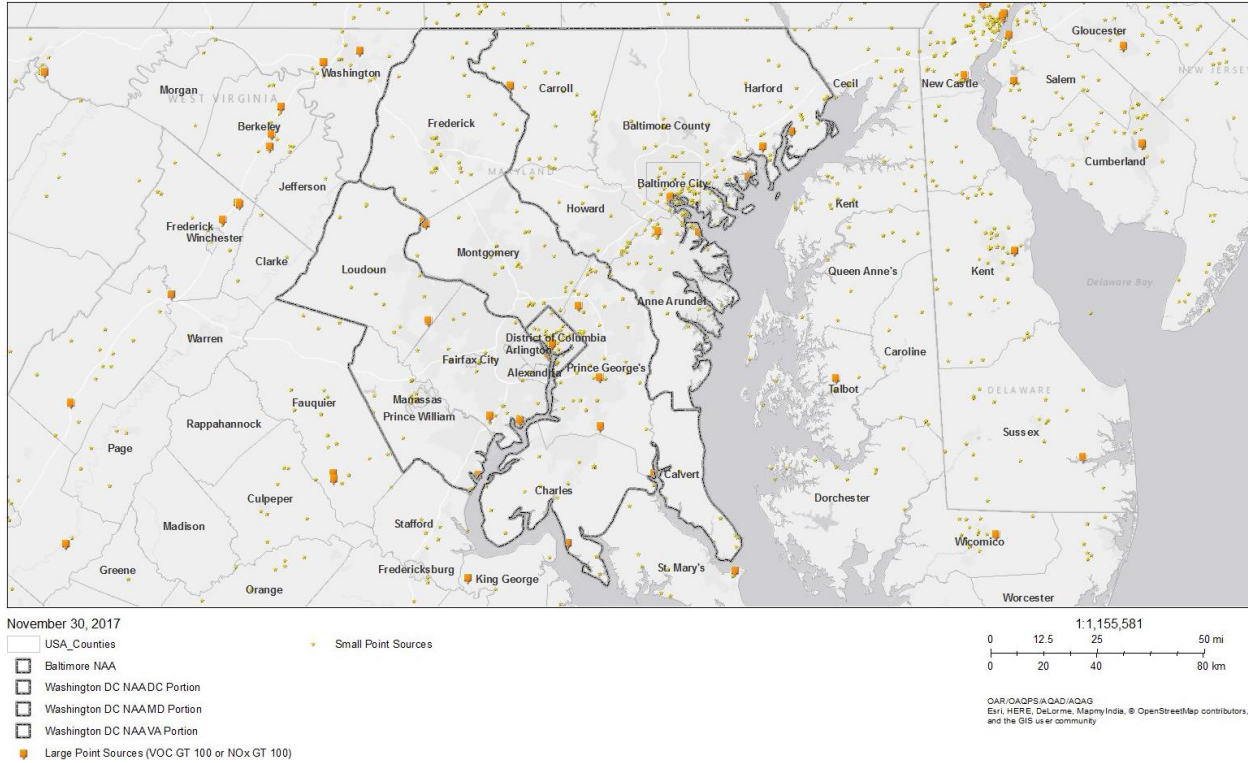 Gloucester
Washington
NEW JERSEY
Morgan
Carroll
Harford
Cecil
New Castle
Salem
WEST VIRGINIA
Berkeley
Frederick
Baltimore County
Cumberland
MARYLAND
Jefferson
Baltimore City
Kent
Howard
Frederick
Winchester
Montgomery
Clarke
Loudoun
Queen Anne's
Kent
Delaware Bay
Anne Arundel
Warren
District of Columbia
Arlington
Fairfax City
Caroline
Alexandria
Prince George's
Talbot
DELAWARE
Manassas
Fauquier
Prince William
Rappahannock
Sussex
Page
Calvert
Charles
Culpeper
Dorchester
Madison
Stafford
Wicomico
Greene
Fredericksburg
St. Mary's
King George
Orange
Worcester
November 30, 2017
USA_Counties
Small Point Sources
Baltimore NAA
Washington DC NAA DC Portion
Washington DC NAA MD Portion
Washington DC NAA VA Portion
Large Point Sources (VOC GT 100 or NOx GT 100)
1:1,155,581
0 12.5 25 50 mi
0 20 40 80 km
OAR/OAQPS/AQAD/AQAG
Esri, HERE, DeLorme, MapmyIndia, © OpenStreetMap contributors,
and the GIS user community